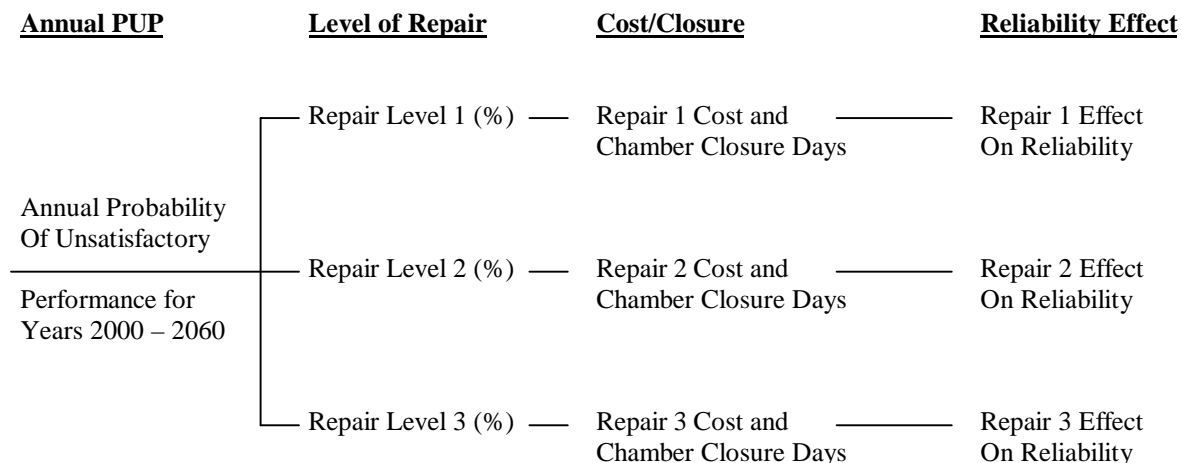 Annual PUP Level of Repair Cost/Closure Reliability Effect
Repair Level 1 (%) Repair 1 Cost and Repair 1 Effect
Chamber Closure Days On Reliability
Annual Probability
Of Unsatisfactory
Repair Level 2 (%) Repair 2 Cost and Repair 2 Effect
Chamber Closure Days On Reliability
Performance for
Years 2000 – 2060
Repair Level 3 (%) Repair 3 Cost and Repair 3 Effect
Chamber Closure Days On Reliability